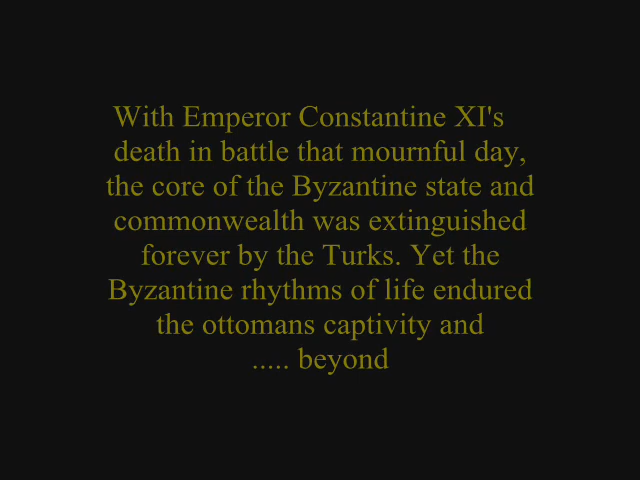 With Emperor Constantine XI's
death in battle that mournful day,
the core of the Byzantine state and
commonwealth was extinguished
forever by the Turks. Yet the
Byzantine rhythms of life endured
the ottomans captivity and
..... beyond